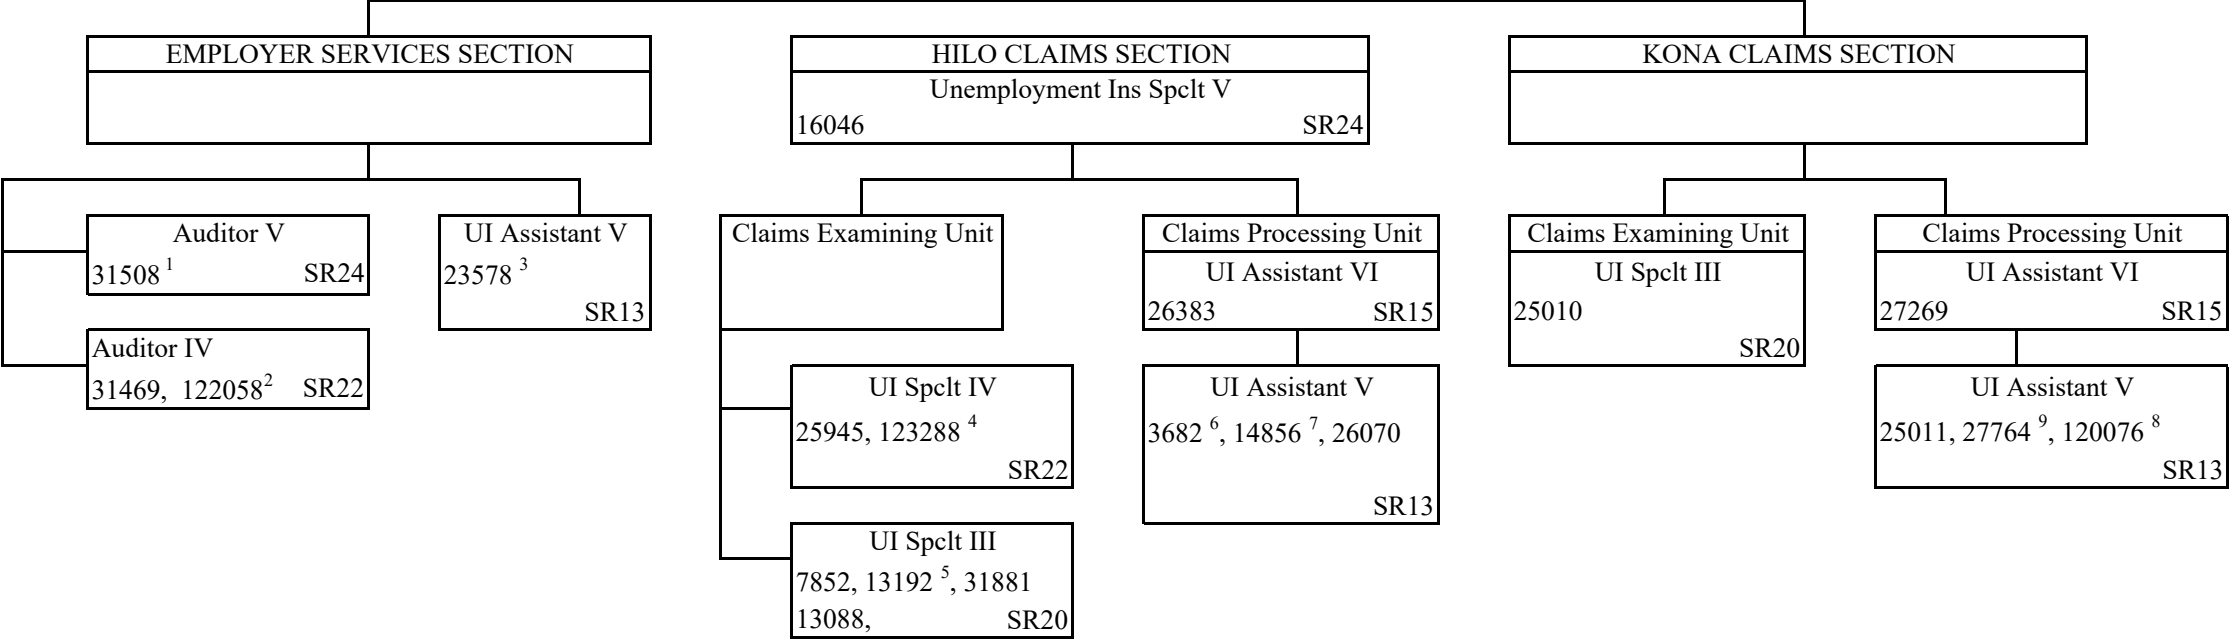 EMPLOYER SERVICES SECTION
Auditor V
31508 1 SR24
Auditor IV
31469, 122058 2 SR22
UI Assistant V
23578 3
SR13
HILO CLAIMS SECTION
Unemployment Ins Spclt V
16046 SR24
Claims Examining Unit
UI Spclt IV
25945, 123288 4
SR22
UI Spclt III
7852, 13192 5, 31881
13088, SR20
Claims Processing Unit
UI Assistant VI
26383 SR15
UI Assistant V
3682 6, 14856 7, 26070
SR13
KONA CLAIMS SECTION
Claims Examining Unit
UI Spclt III
25010
SR20
Claims Processing Unit
UI Assistant VI
27269 SR15
UI Assistant V
25011, 27764 9, 120076 8
SR13